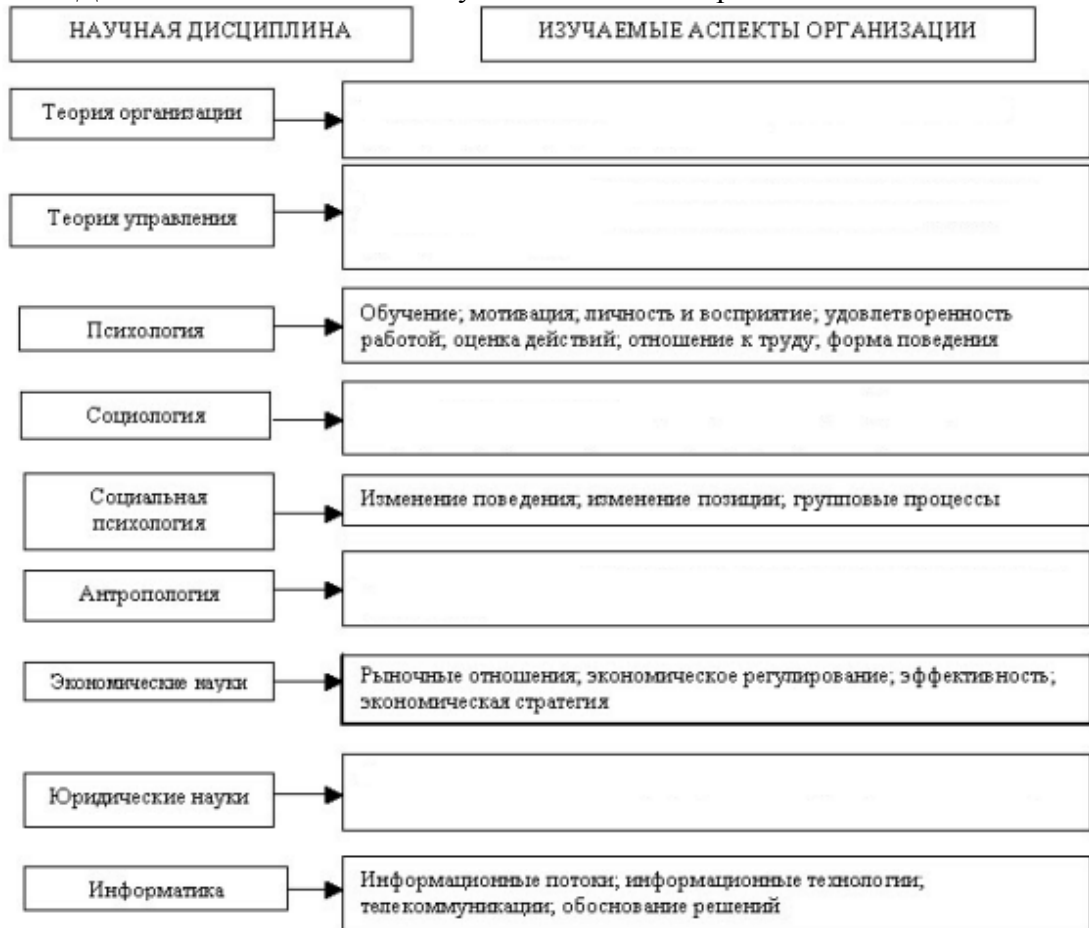 НАУЧНАЯ ДИСЦИПЛИНА
ИЗУЧАЕМЫЕ АСПЕКТЫ ОРГАНИЗАЦИИ
Теория организации
Теория управления
Психология
Обучение; мотивация; личность и восприятие; удовлетворенность
работой; оценка действий; отношение к труду; форма поведения
Социология
Социальная
психология
Изменение поведения; изменение позиции; групповые процессы
Антропология
Экономические науки
Рыночные отношения; экономическое регулирование; эффективность;
экономическая стратегия
Юридические науки
Информатика
Информационные потоки; информационные технологии;
телекоммуникации; обоснование решений